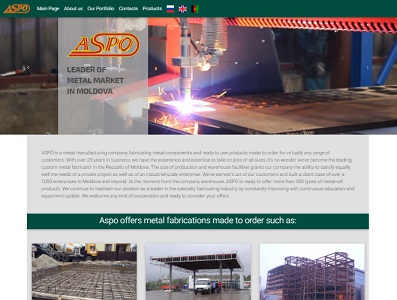 ASPO Main Page About us Our Portfolio Contacts Products
ASPO
LEADER OF
METAL MARKET
IN MOLDOVA
ASPO is a metal manufacturing company fabricating metal components and ready to use products made to order for virtually any range of
customers. With over 25 years in business, we have the experience and expertise to take on jobs of all sizes, it's no wonder we've become the leading
custom metal fabricator in the Republic of Moldova. The size of production and warehouse facilities grants our company the ability to satisfy equally
well the needs of a private project as well as of an industrial-scale enterprise. We've earned trust of our customers and built a client base of over a
1000 enterprises in Moldova and beyond. At the moment from the company warehouse, ASPO is ready to offer more than 300 types of metal-roll
products. We continue to maintain our position as a leader in the specialty fabricating industry by constantly improving with continuous education and
equipment update. We welcome any kind of cooperation and ready to consider your offers.
Aspo offers metal fabrications made to order such as: